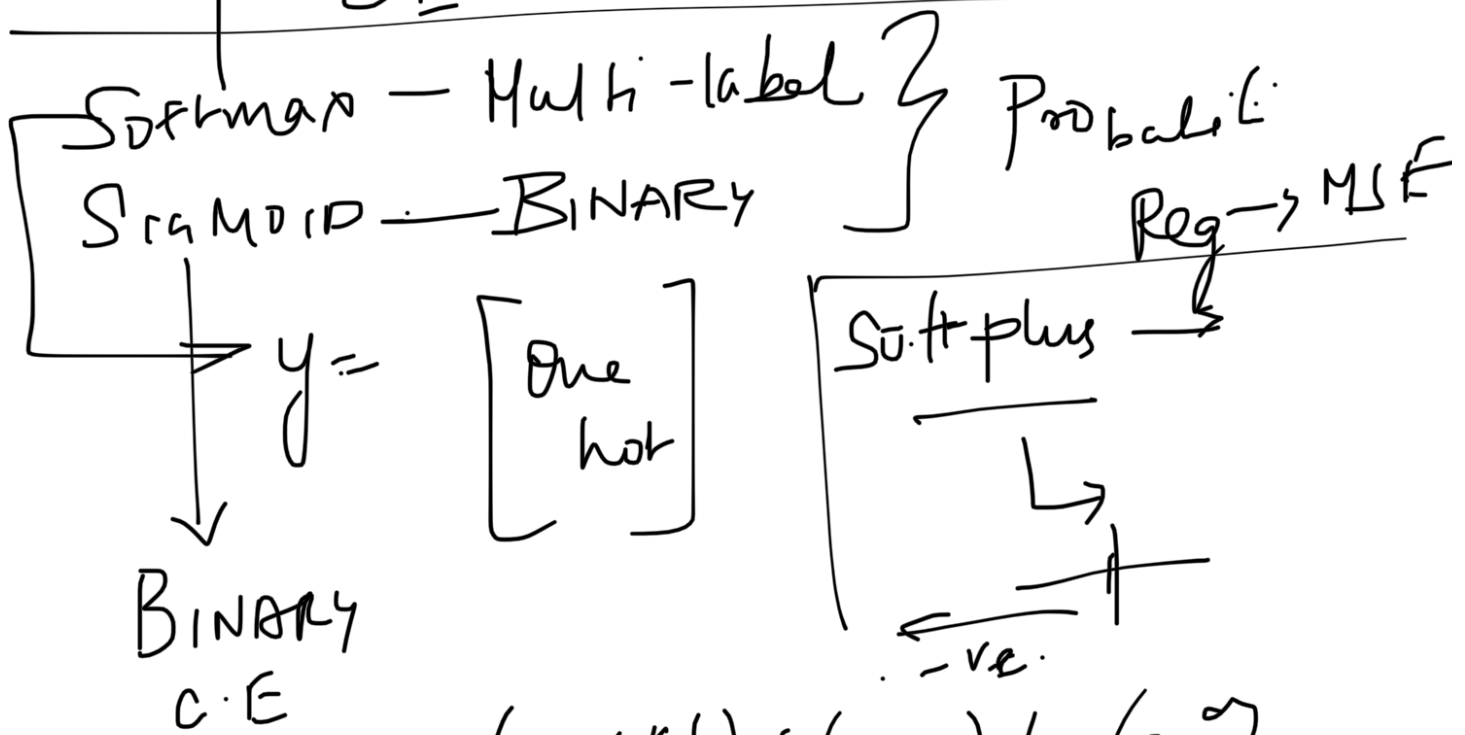 Softmax — Multi-label
SIGMOID — BINARY
Probabili
Reg → MSE
y = [One
hot]
Softplus →
-ve.
BINARY
C.E